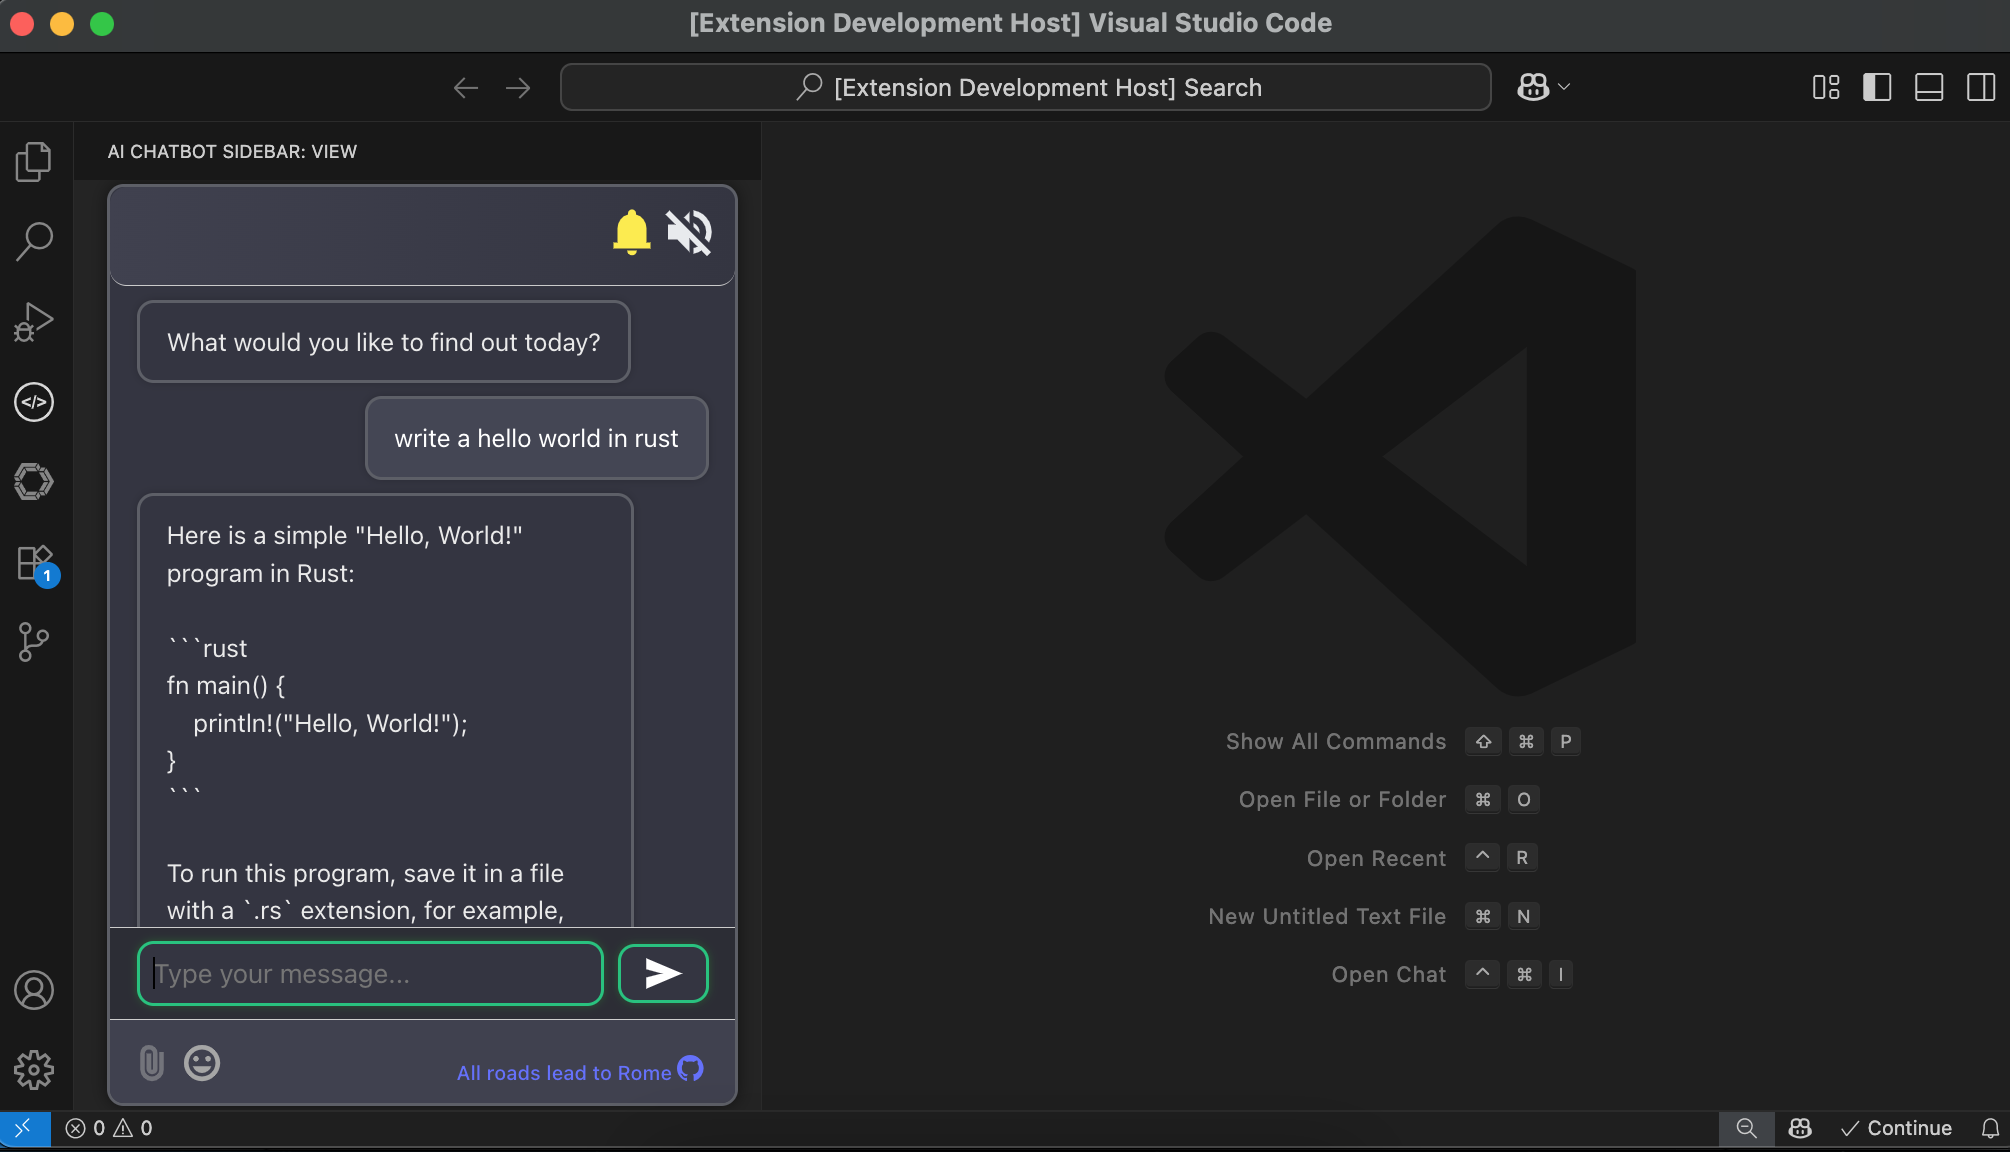 [Extension Development Host] Visual Studio Code
[Extension Development Host] Search
AI CHATBOT SIDEBAR: VIEW
What would you like to find out today?
write a hello world in rust
Here is a simple "Hello, World!"
program in Rust:
```rust
fn main() {
    println!("Hello, World!");
}
```
To run this program, save it in a file
with a `.rs` extension, for example,
Type your message...
All roads lead to Rome
</>
1
Show All Commands ⇧ ⌘ P
Open File or Folder ⌘ O
Open Recent ^ R
New Untitled Text File ⌘ N
Open Chat ^ ⌘ I
0 0
Continue